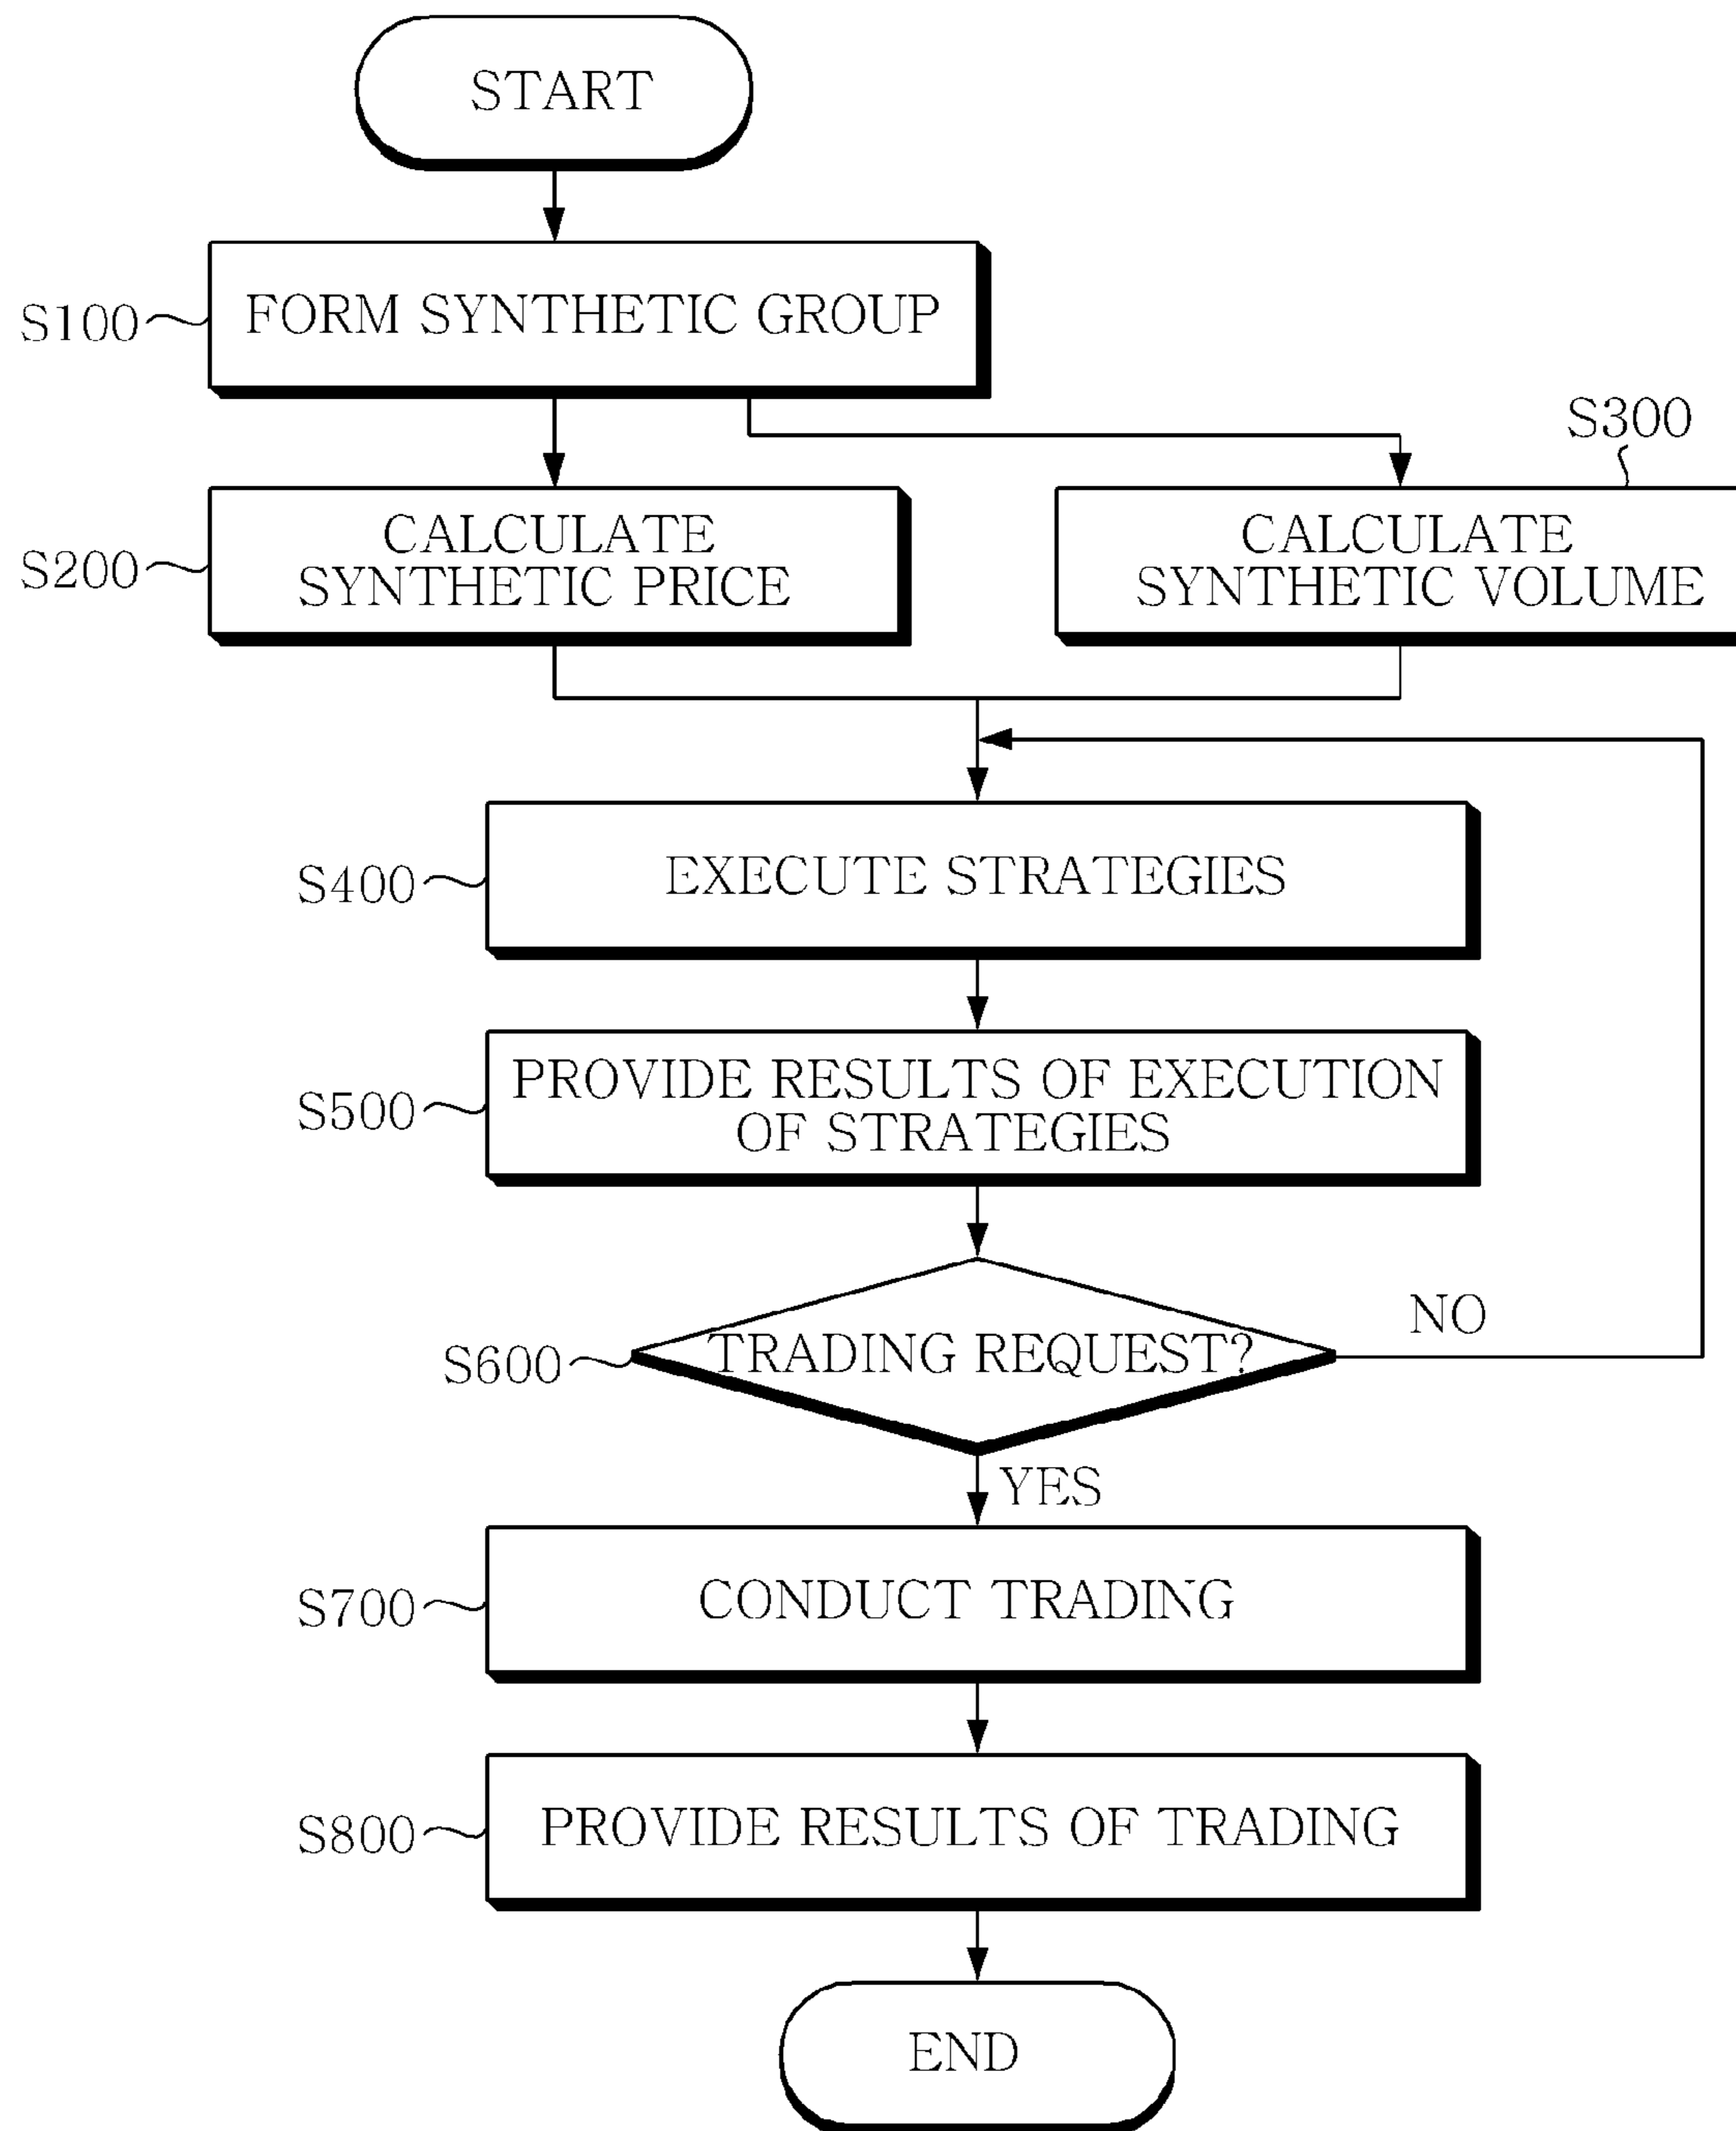 START
S100
FORM SYNTHETIC GROUP
S300
S200
CALCULATE
SYNTHETIC PRICE
CALCULATE
SYNTHETIC VOLUME
S400
EXECUTE STRATEGIES
S500
PROVIDE RESULTS OF EXECUTION
OF STRATEGIES
S600
TRADING REQUEST?
NO
YES
S700
CONDUCT TRADING
S800
PROVIDE RESULTS OF TRADING
END